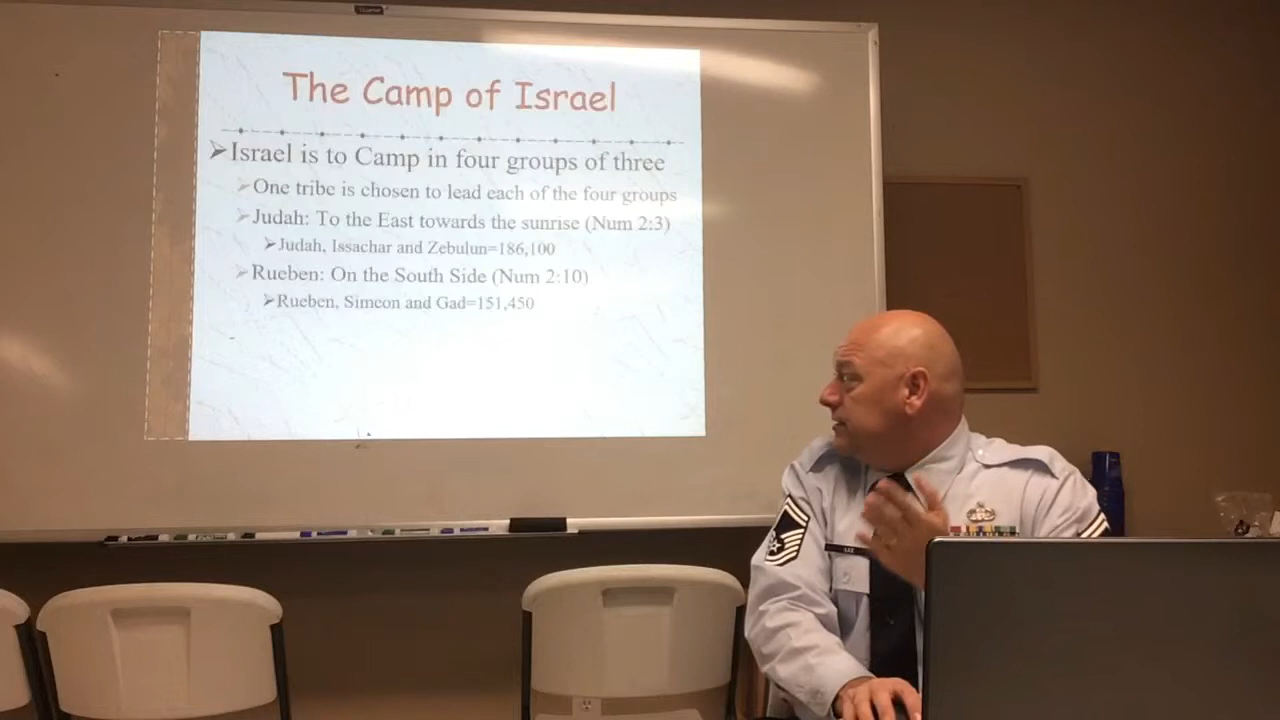 The Camp of Israel
➢Israel is to Camp in four groups of three
➢One tribe is chosen to lead each of the four groups
➢Judah: To the East towards the sunrise (Num 2:3)
➢Judah, Issachar and Zebulun=186,100
➢Rueben: On the South Side (Num 2:10)
➢Rueben, Simeon and Gad=151,450
LEE